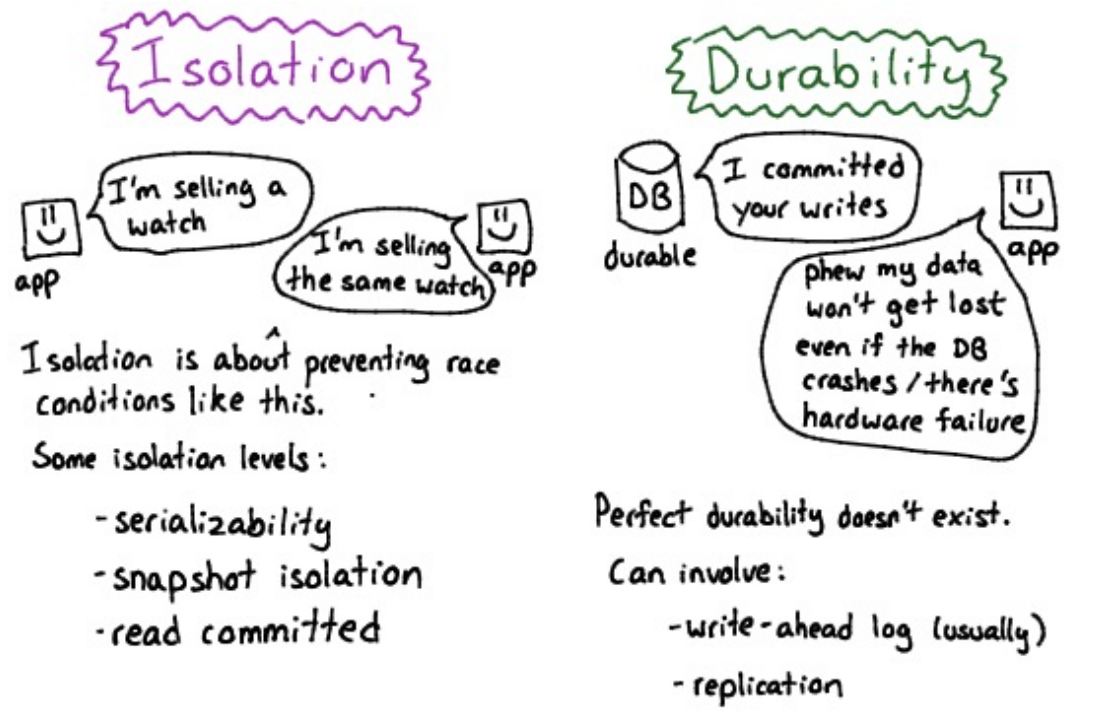 Isolation
I'm selling a
watch
app
I'm selling
the same watch
app
Isolation is about preventing race
conditions like this.
Some isolation levels:
-serializability
-snapshot isolation
-read committed
Durability
DB
durable
I committed
your writes
app
phew my data
won't get lost
even if the DB
crashes/there's
hardware failure
Perfect durability doesn't exist.
Can involve:
-write-ahead log (usually)
-replication